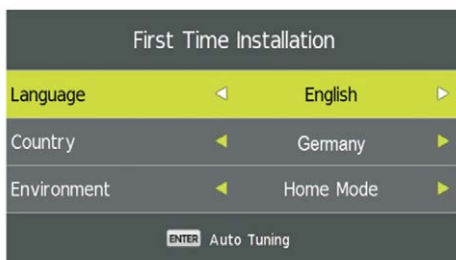 First Time Installation
Language English
Country Germany
Environment Home Mode
ENTER Auto Tuning